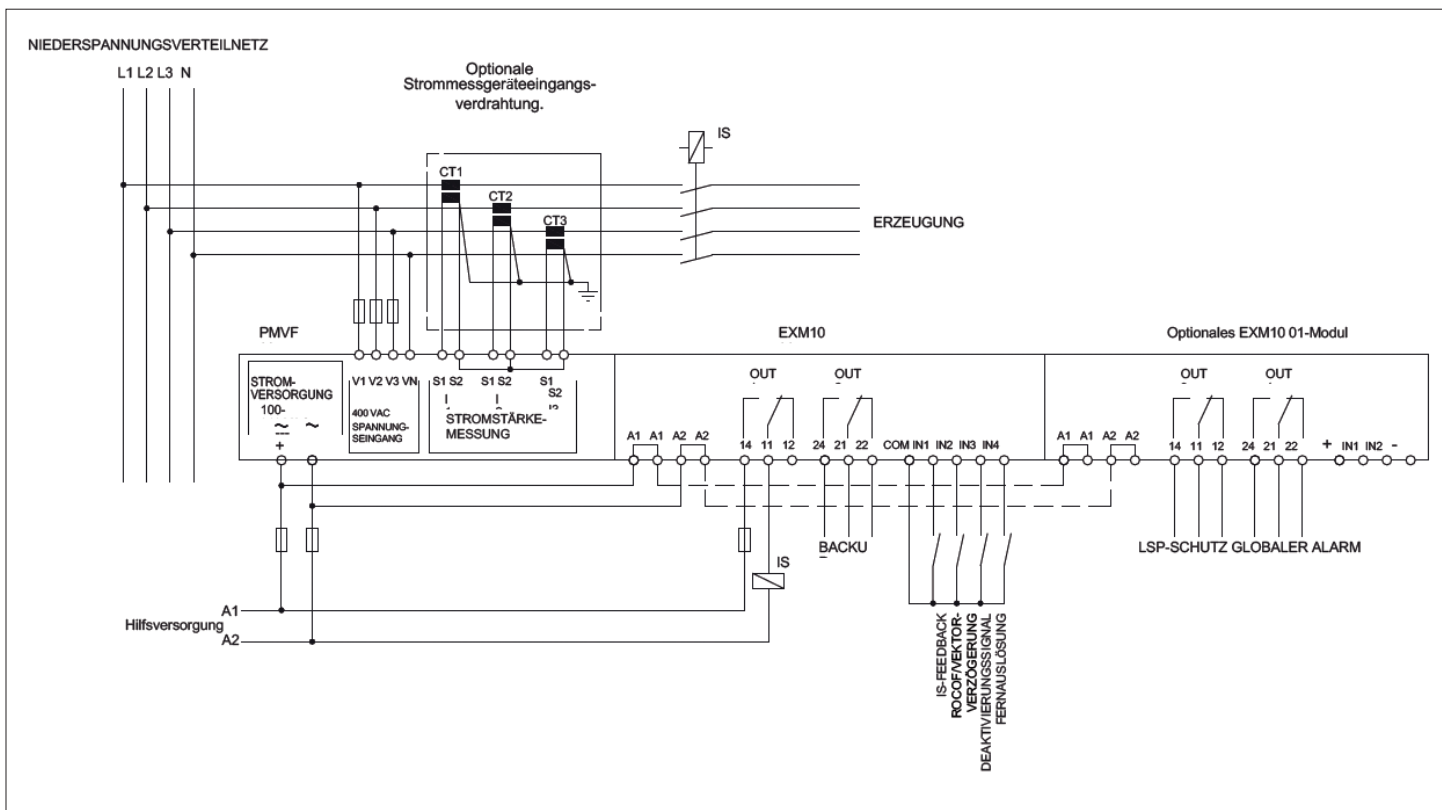 NIEDERSPANNUNGSVERTEILNETZ
L1 L2 L3 N
Optionale
Strommessgeräteeingangs-
verdrahtung.
IS
CT1
CT2
CT3
ERZEUGUNG
PMVF
EXM10
Optionales EXM10 01-Modul
STROM-
VERSORGUNG
100-
+
V1 V2 V3 VN
400 VAC
SPANNUNG-
SEINGANG
S1 S2 S1 S2 S1
S2
STROMSTÄRKE-
MESSUNG
OUT
OUT
OUT
OUT
A1 A1 A2 A2
14 11 12
24 21 22
COM IN1 IN2 IN3 IN4
A1 A1 A2 A2
14 11 12
24 21 22
+ IN1 IN2 -
BACKU
LSP-SCHUTZ GLOBALER ALARM
IS
A1
Hilfsversorgung
A2
IS-FEEDBACK
ROCOF/VEKTOR-
VERZÖGERUNG
DEAKTIVIERUNGSSIGNAL
FERNAUSLÖSUNG